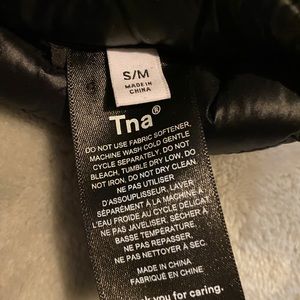 S/M
MADE IN
CHINA
Tna®
DO NOT USE FABRIC SOFTENER,
MACHINE WASH COLD GENTLE
CYCLE SEPARATELY. DO NOT
BLEACH, TUMBLE DRY LOW, DO
NOT IRON. DO NOT DRY CLEAN
NE PAS UTILISER
D'ASSOUPLISSEUR, LAVER
SÉPARÉMENT À LA MACHINE À
L'EAU FROIDE AU CYCLE DÉLICAT.
NE PAS JAVELISER, SÉCHER À
BASSE TEMPÉRATURE,
NE PAS REPASSER,
NE PAS NETTOYER À SEC.
MADE IN CHINA
FABRIQUÉ EN CHINE
you for caring.